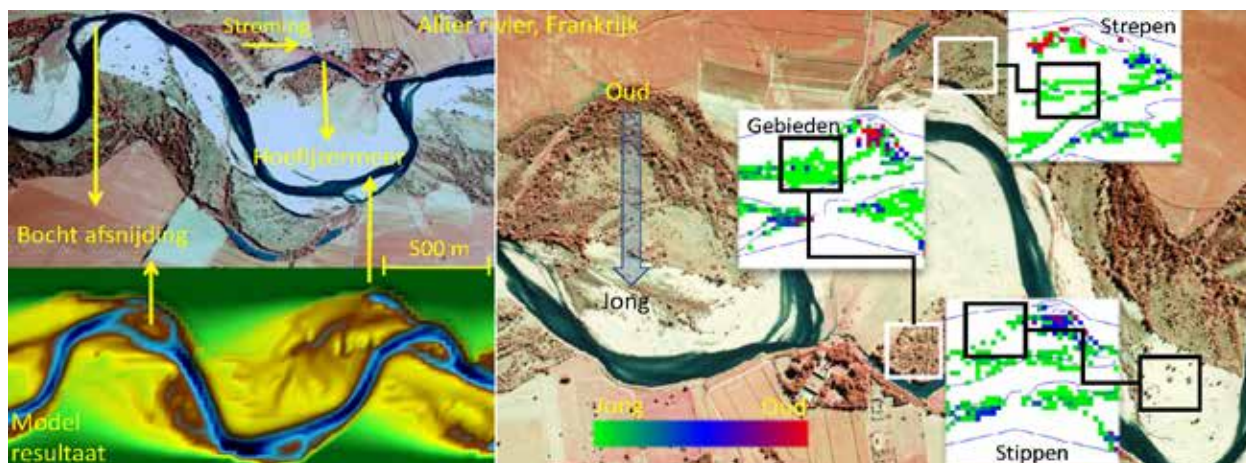 Stroming
Allier rivier, Frankrijk
Hoefijzermeer
Bocht afsnijding
500 m
Model
resultaat
Oud
Jong
Strepen
Gebieden
Stippen
Jong
Oud